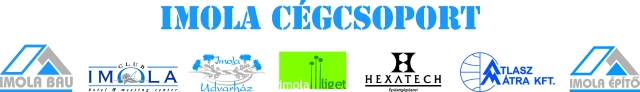 IMOLA CÉGCSOPORT
IMOLA BAU
CLUB
IMOLA
hotel & meeting center
Imola
Udvarház
imola liget
HEXATECH
Épületgépészet
ATLASZ
MÁTRA KFT.
IMOLA ÉPÍTŐ